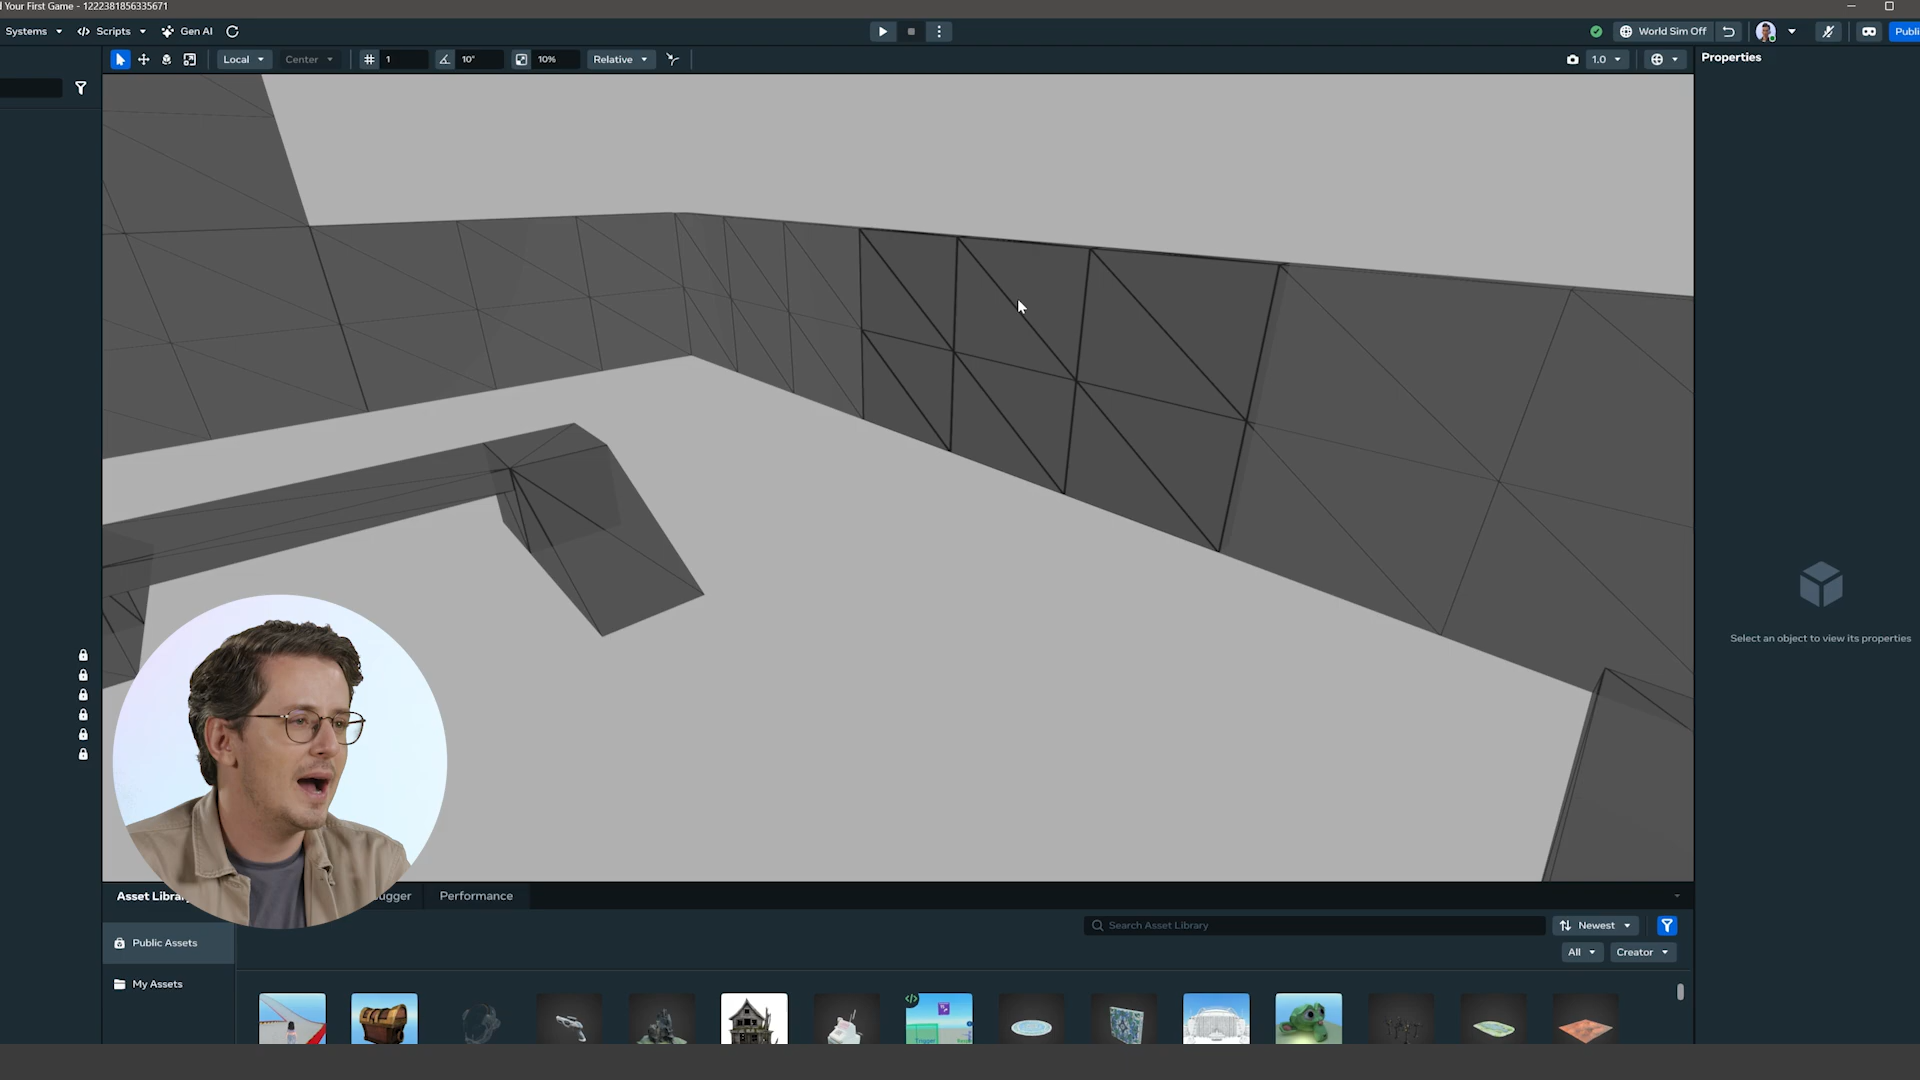 d Your First Game - 1222381856335671
Systems
Scripts
Gen AI
World Sim Off
Publi
Local
Center
1
10°
10%
Relative
1.0
Properties
Select an object to view its properties
Asset Library
ugger
Performance
Search Asset Library
Newest
Public Assets
All
Creator
My Assets
Trigger